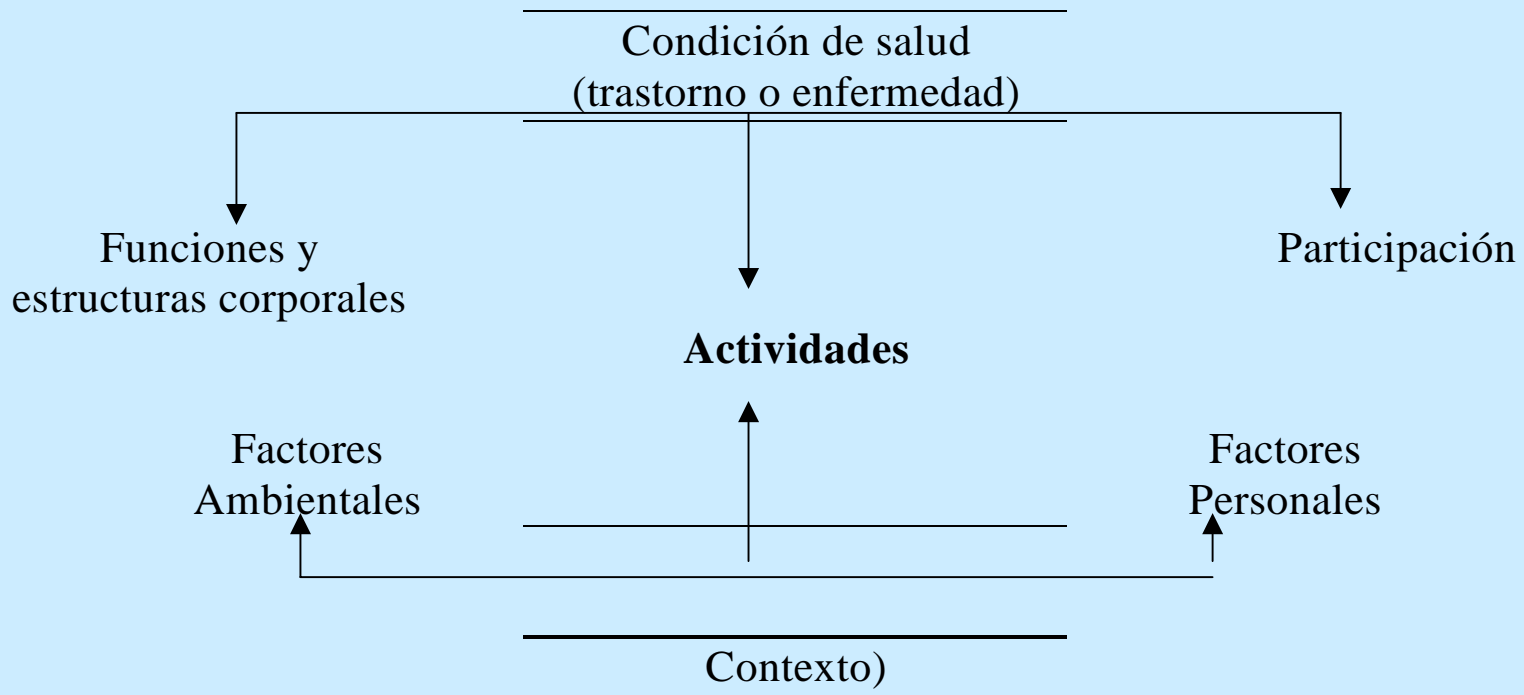 Condición de salud
(trastorno o enfermedad)
Funciones y
estructuras corporales
Participación
Actividades
Factores
Ambientales
Factores
Personales
Contexto)